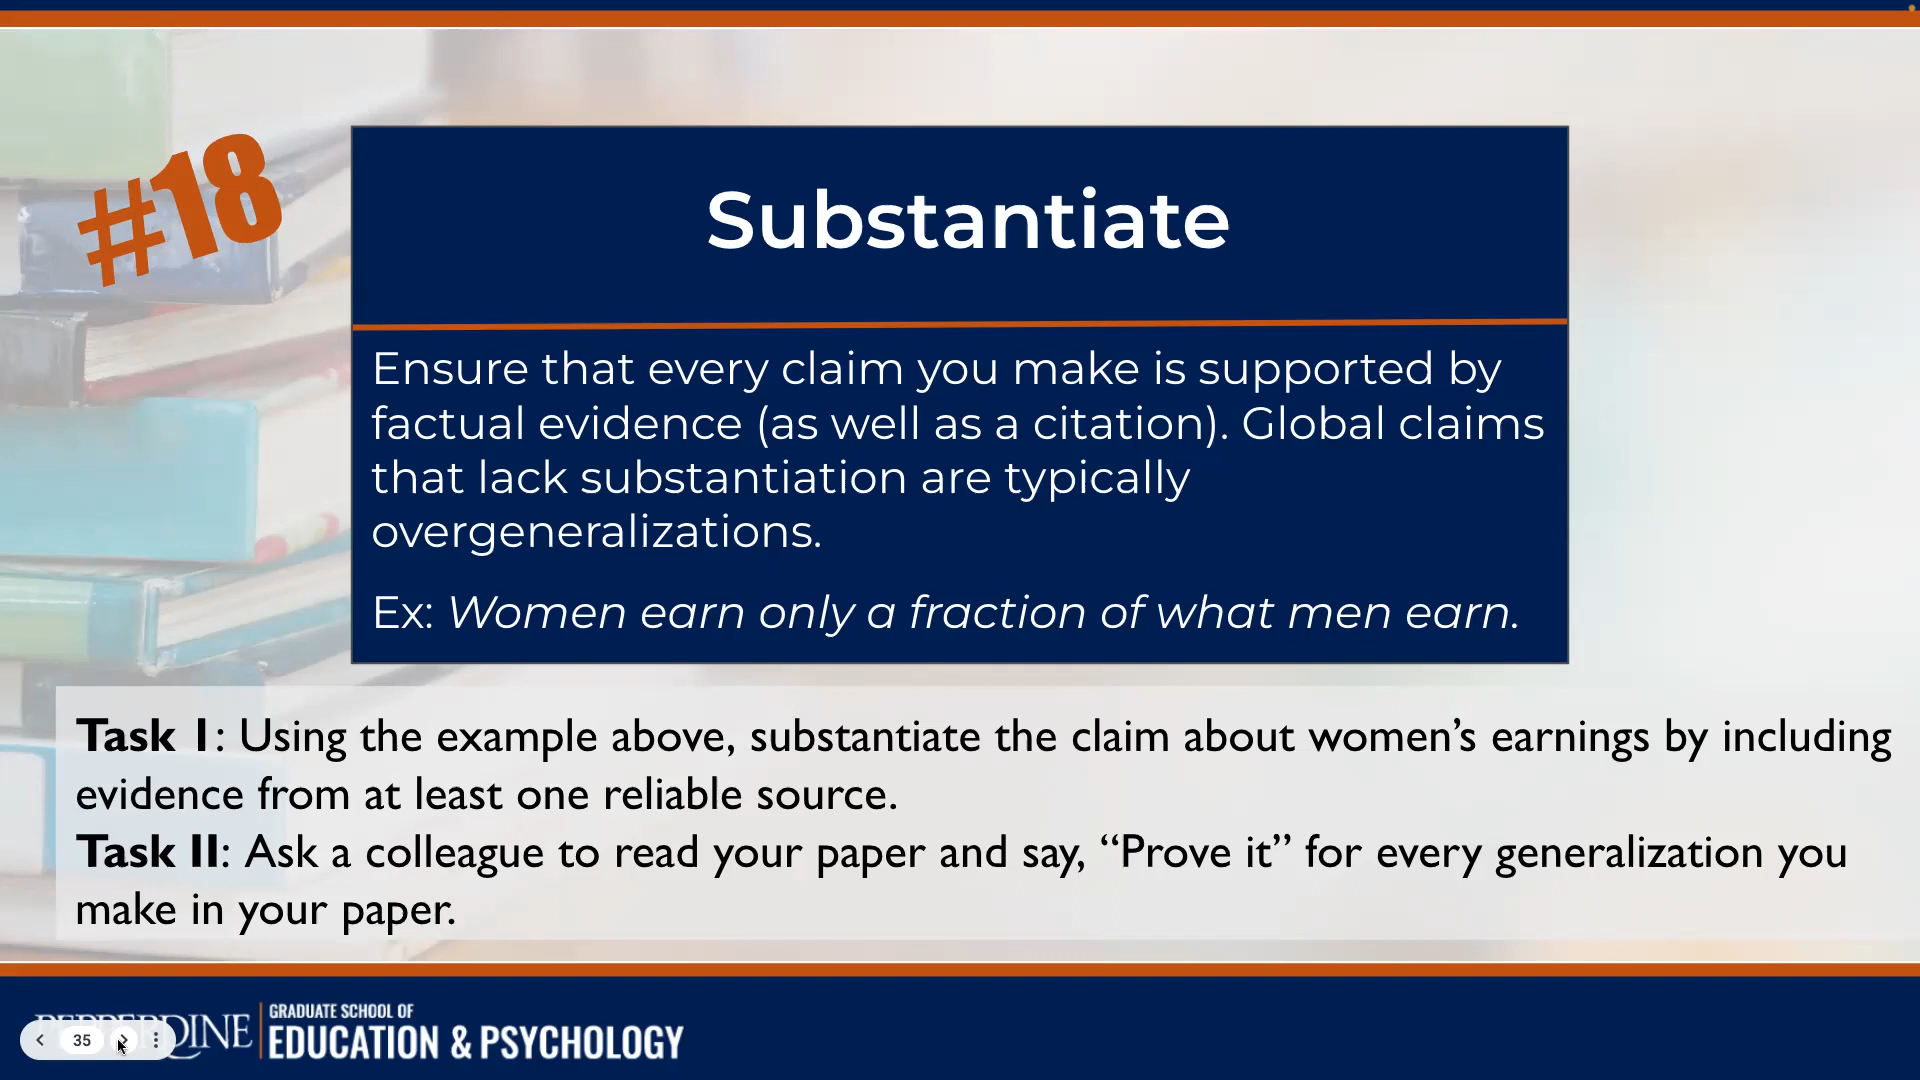 #18
Substantiate
Ensure that every claim you make is supported by
factual evidence (as well as a citation). Global claims
that lack substantiation are typically
overgeneralizations.
Ex: Women earn only a fraction of what men earn.
Task I: Using the example above, substantiate the claim about women’s earnings by including
evidence from at least one reliable source.
Task II: Ask a colleague to read your paper and say, “Prove it” for every generalization you
make in your paper.
PEPPERDINE
GRADUATE SCHOOL OF
EDUCATION & PSYCHOLOGY
35